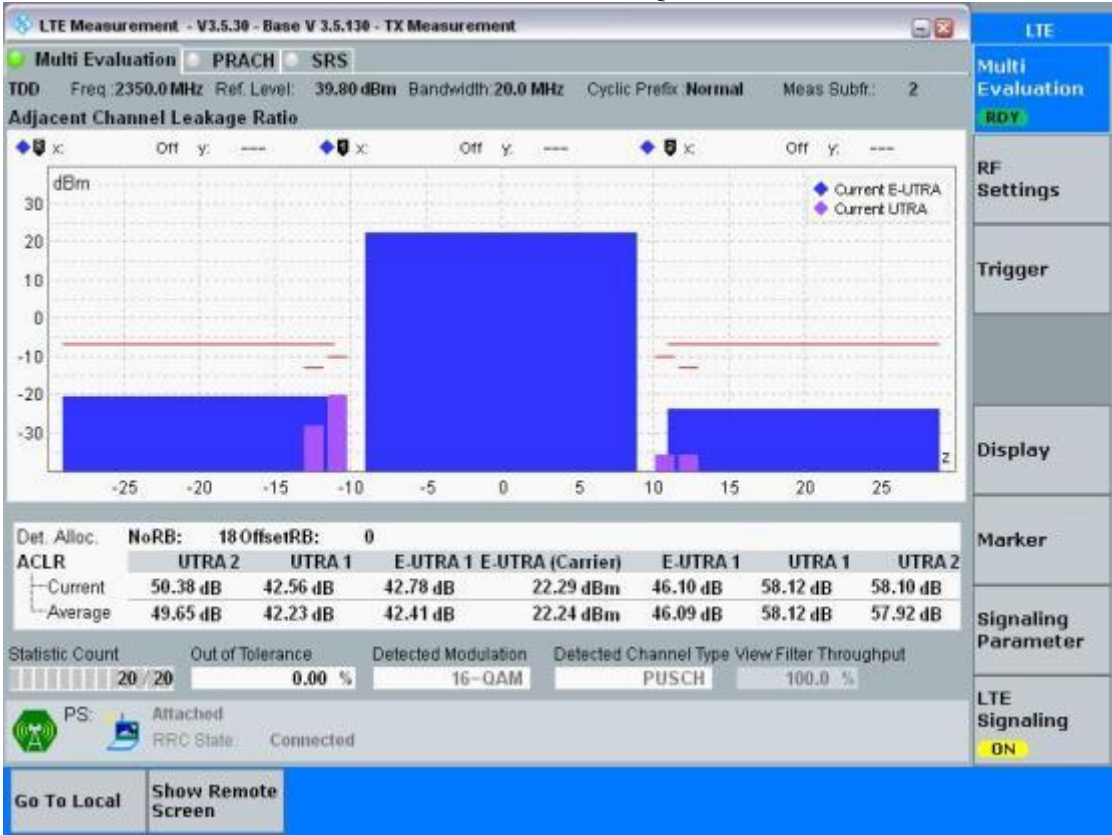 LTE Measurement - V3.5.30 - Base V 3.5.130 - TX Measurement
LTE
Multi Evaluation PRACH SRS
Multi
Evaluation
RDY
TDD Freq.:2350.0 MHz Ref. Level: 39.80 dBm Bandwidth:20.0 MHz Cyclic Prefix:Normal Meas Subfr.: 2
Adjacent Channel Leakage Ratio
x: Off y: --- x: Off y: --- x: Off y: ---
dBm
Current E-UTRA
Current UTRA
30
20
10
0
-10
-20
-30
z
-25 -20 -15 -10 -5 0 5 10 15 20 25
RF
Settings
Trigger
Display
Marker
Signaling
Parameter
LTE
Signaling
ON
Det. Alloc. NoRB: 18 OffsetRB: 0
ACLR UTRA 2 UTRA 1 E-UTRA 1 E-UTRA (Carrier) E-UTRA 1 UTRA 1 UTRA 2
Current 50.38 dB 42.56 dB 42.78 dB 22.29 dBm 46.10 dB 58.12 dB 58.10 dB
Average 49.65 dB 42.23 dB 42.41 dB 22.24 dBm 46.09 dB 58.12 dB 57.92 dB
Statistic Count Out of Tolerance Detected Modulation Detected Channel Type View Filter Throughput
20 / 20 0.00 % 16-QAM PUSCH 100.0 %
PS: Attached
RRC State: Connected
Go To Local
Show Remote
Screen